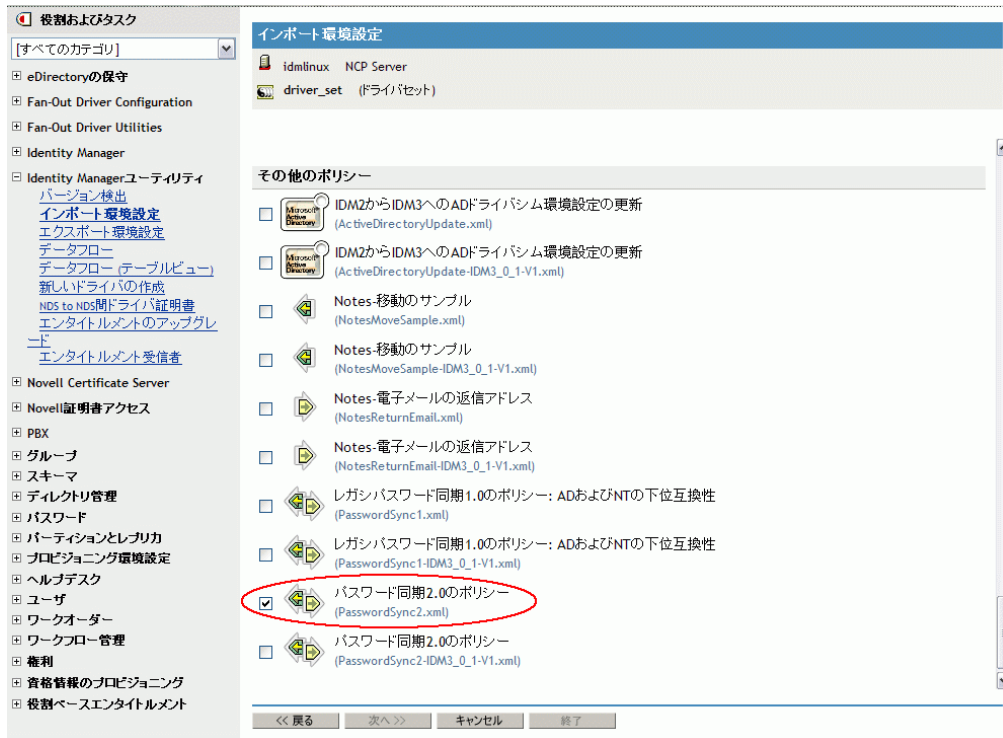 役割およびタスク
[すべてのカテゴリ]
eDirectoryの保守
Fan-Out Driver Configuration
Fan-Out Driver Utilities
Identity Manager
Identity Managerユーティリティ
バージョン検出
インポート環境設定
エクスポート環境設定
データフロー
データフロー (テーブルビュー)
新しいドライバの作成
NDS to NDS間ドライバ証明書
エンタイトルメントのアップグレ
ード
エンタイトルメント受信者
Novell Certificate Server
Novell証明書アクセス
PBX
グループ
スキーマ
ディレクトリ管理
パスワード
パーティションとレプリカ
プロビジョニング環境設定
ヘルプデスク
ユーザ
ワークオーダー
ワークフロー管理
権利
資格情報のプロビジョニング
役割ベースエンタイトルメント
インポート環境設定
idmlinux NCP Server
driver_set (ドライバセット)
その他のポリシー
Microsoft Active Directory
IDM2からIDM3へのADドライバシム環境設定の更新
(ActiveDirectoryUpdate.xml)
Microsoft Active Directory
IDM2からIDM3へのADドライバシム環境設定の更新
(ActiveDirectoryUpdate-IDM3_0_1-V1.xml)
Notes-移動のサンプル
(NotesMoveSample.xml)
Notes-移動のサンプル
(NotesMoveSample-IDM3_0_1-V1.xml)
Notes-電子メールの返信アドレス
(NotesReturnEmail.xml)
Notes-電子メールの返信アドレス
(NotesReturnEmail-IDM3_0_1-V1.xml)
レガシパスワード同期1.0のポリシー: ADおよびNTの下位互換性
(PasswordSync1.xml)
レガシパスワード同期1.0のポリシー: ADおよびNTの下位互換性
(PasswordSync1-IDM3_0_1-V1.xml)
パスワード同期2.0のポリシー
(PasswordSync2.xml)
パスワード同期2.0のポリシー
(PasswordSync2-IDM3_0_1-V1.xml)
<< 戻る 次へ >> キャンセル 終了